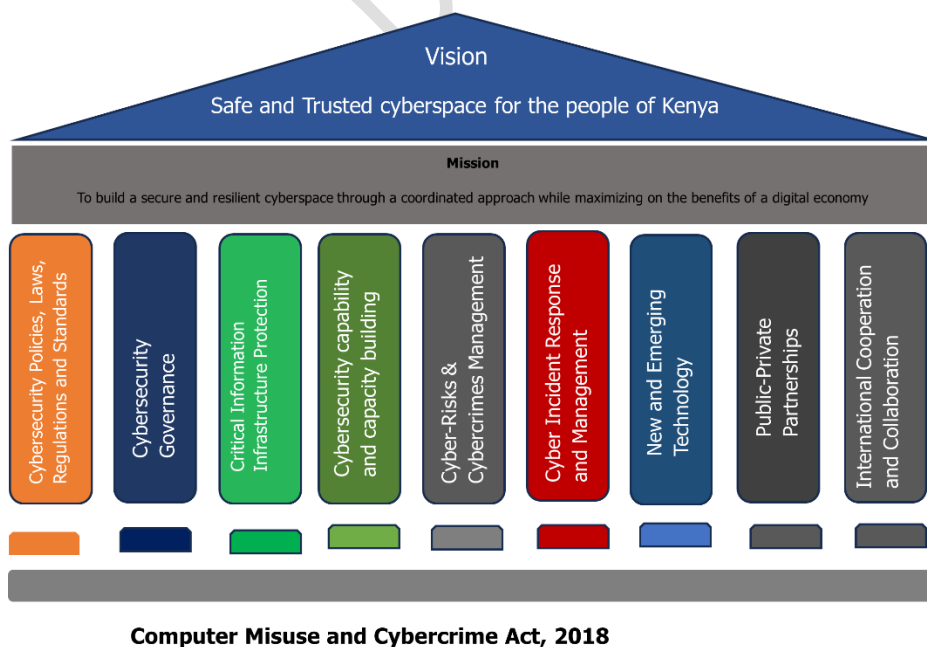 Vision
Safe and Trusted cyberspace for the people of Kenya
Mission
To build a secure and resilient cyberspace through a coordinated approach while maximizing on the benefits of a digital economy
Cybersecurity Policies, Laws,
Regulations and Standards
Cybersecurity
Governance
Critical Information
Infrastructure Protection
Cybersecurity capability
and capacity building
Cyber-Risks &
Cybercrimes Management
Cyber Incident Response
and Management
New and Emerging
Technology
Public-Private
Partnerships
International Cooperation
and Collaboration
Computer Misuse and Cybercrime Act, 2018